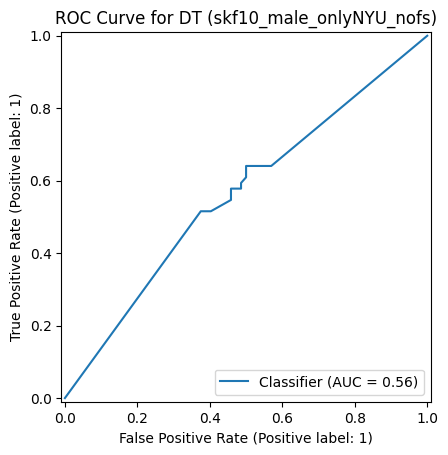 ROC Curve for DT (skf10_male_onlyNYU_nofs)
1.0
0.8
0.6
0.4
0.2
0.0
True Positive Rate (Positive label: 1)
Classifier (AUC = 0.56)
0.0 0.2 0.4 0.6 0.8 1.0
False Positive Rate (Positive label: 1)